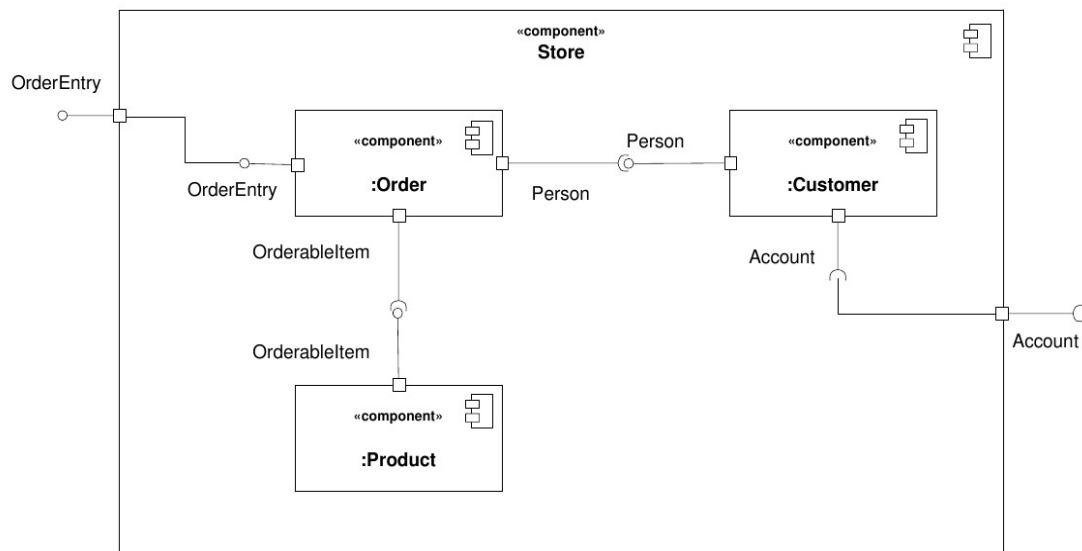 «component»
Store
OrderEntry
«component»
:Order
OrderEntry
Person
Person
«component»
:Customer
OrderableItem
Account
Account
OrderableItem
«component»
:Product